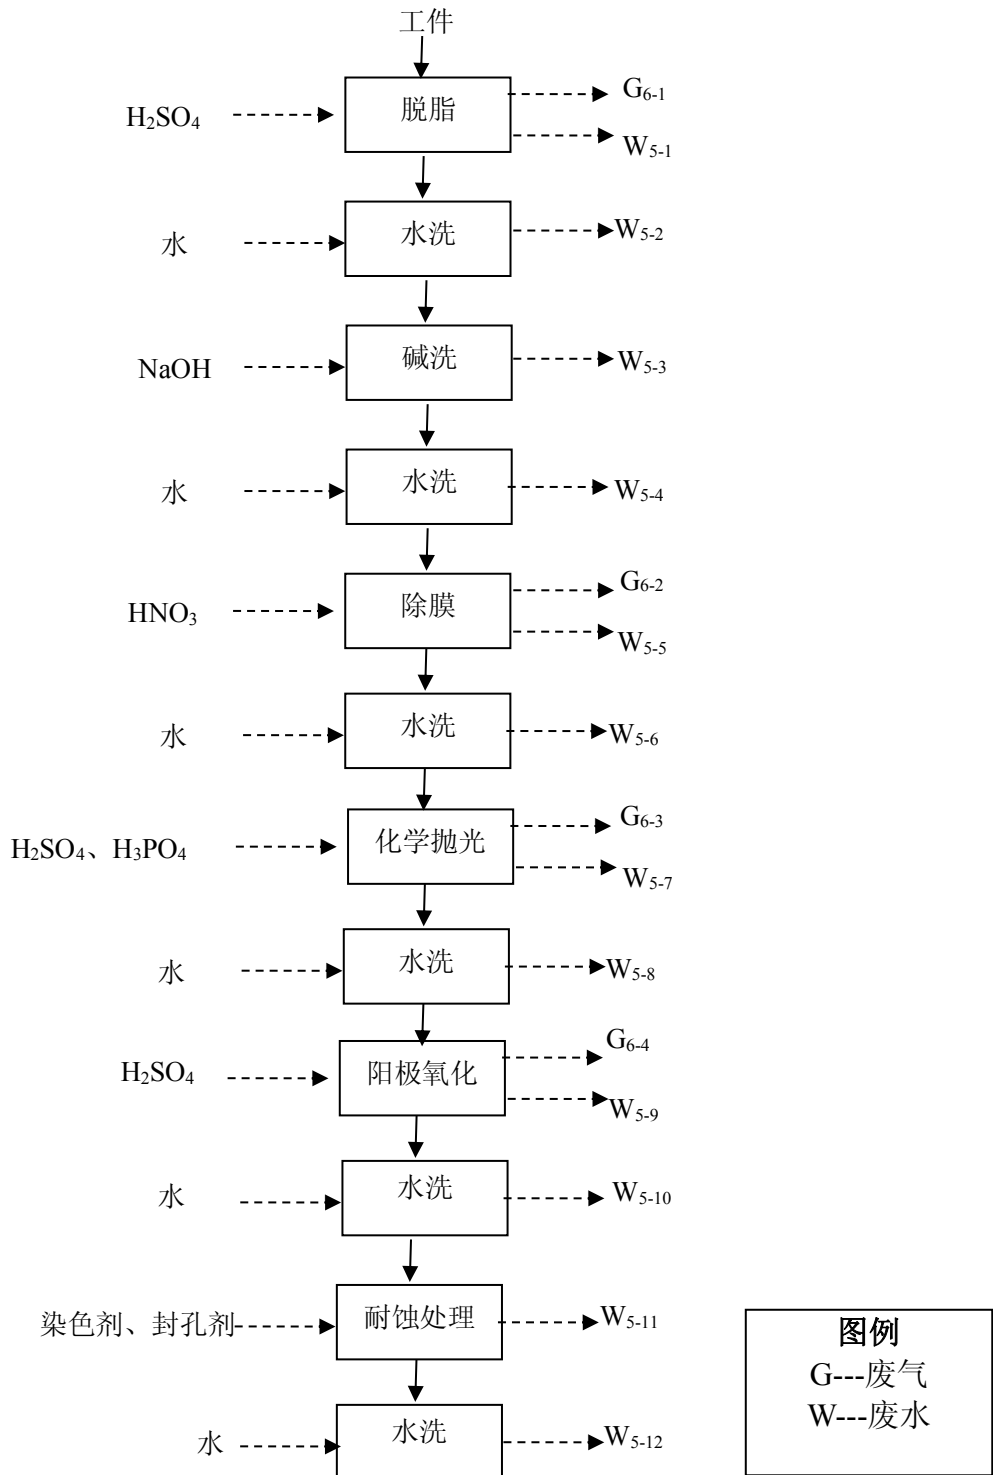 工件
脱脂
G6-1
H2SO4
W5-1
水
水洗
W5-2
NaOH
碱洗
W5-3
水
水洗
W5-4
HNO3
除膜
G6-2
W5-5
水
水洗
W5-6
H2SO4、H3PO4
化学抛光
G6-3
W5-7
水
水洗
W5-8
H2SO4
阳极氧化
G6-4
W5-9
水
水洗
W5-10
染色剂、封孔剂
耐蚀处理
W5-11
水
水洗
W5-12
图例
G---废气
W---废水